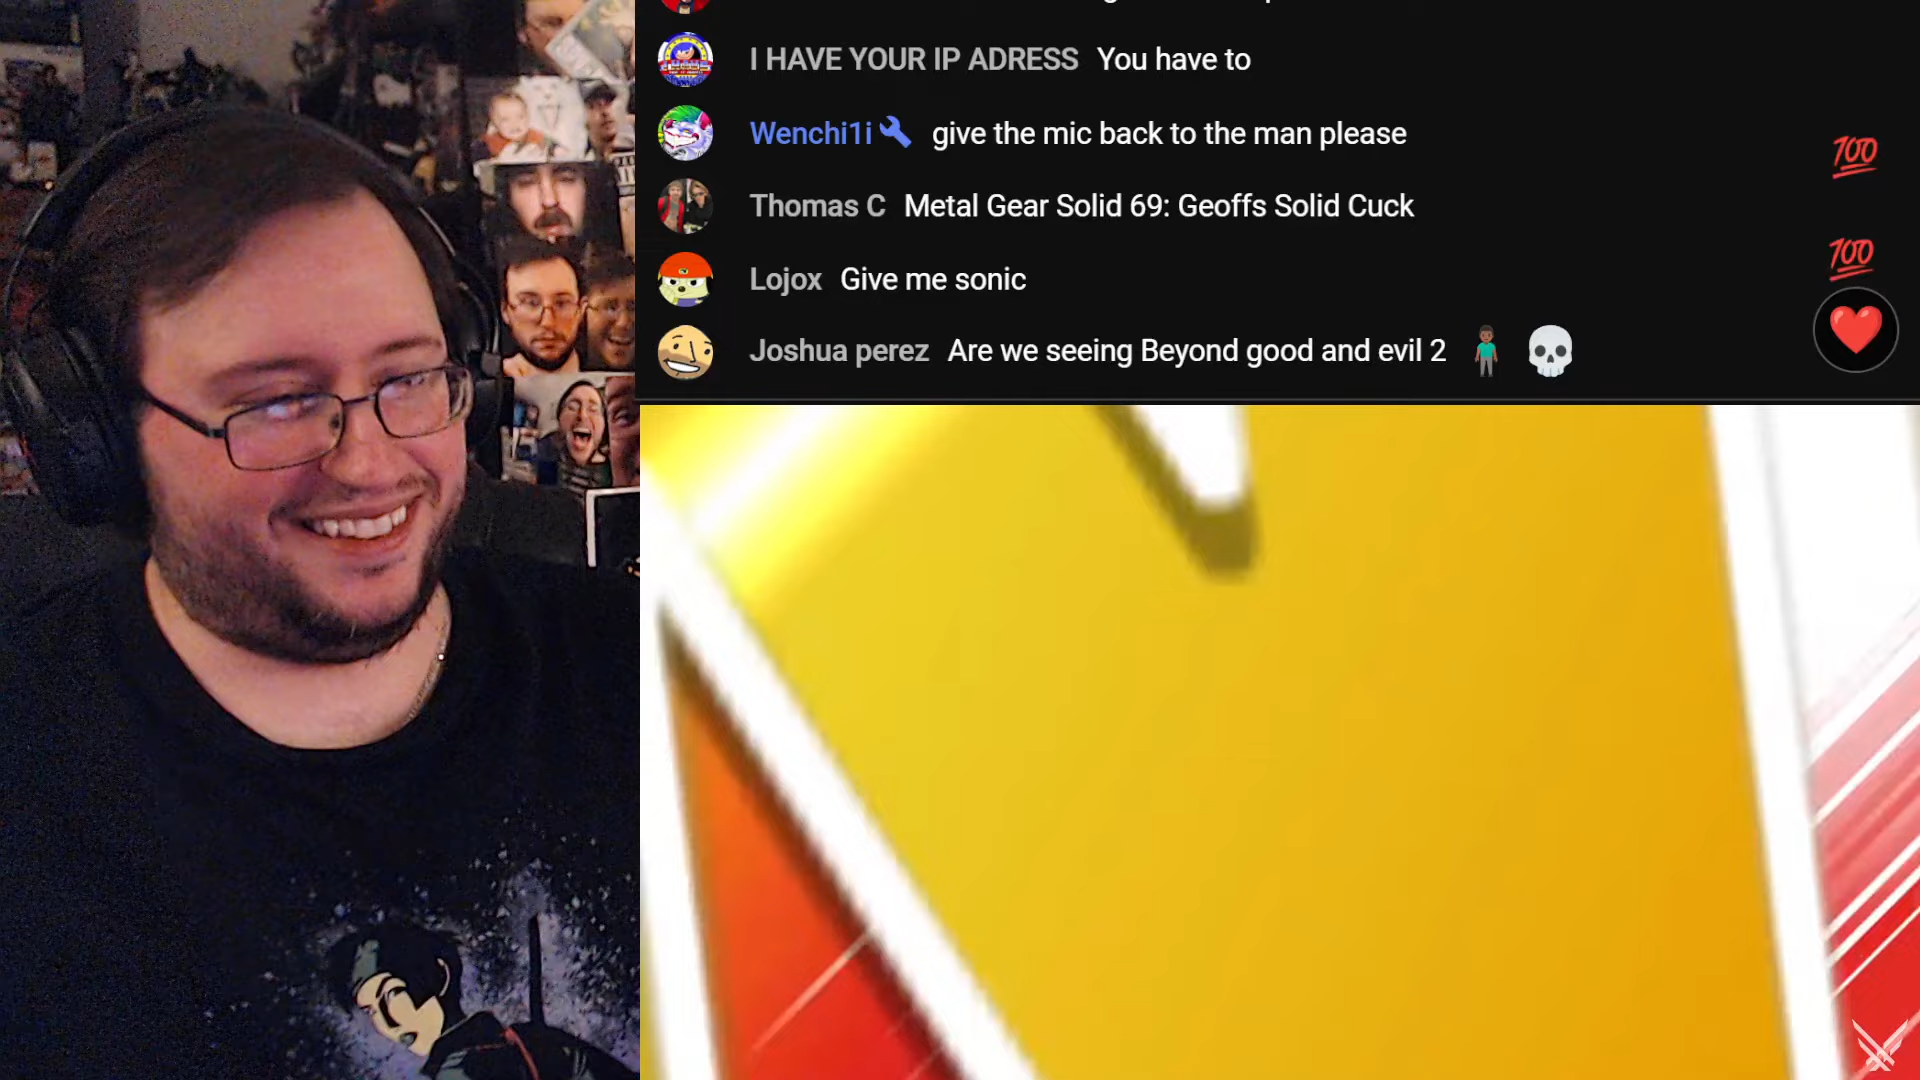 I HAVE YOUR IP ADRESS You have to
Wenchi1i give the mic back to the man please
Thomas C Metal Gear Solid 69: Geoffs Solid Cuck
Lojox Give me sonic
Joshua perez Are we seeing Beyond good and evil 2 🧍🏾‍♂️ 💀
💯
💯
❤️